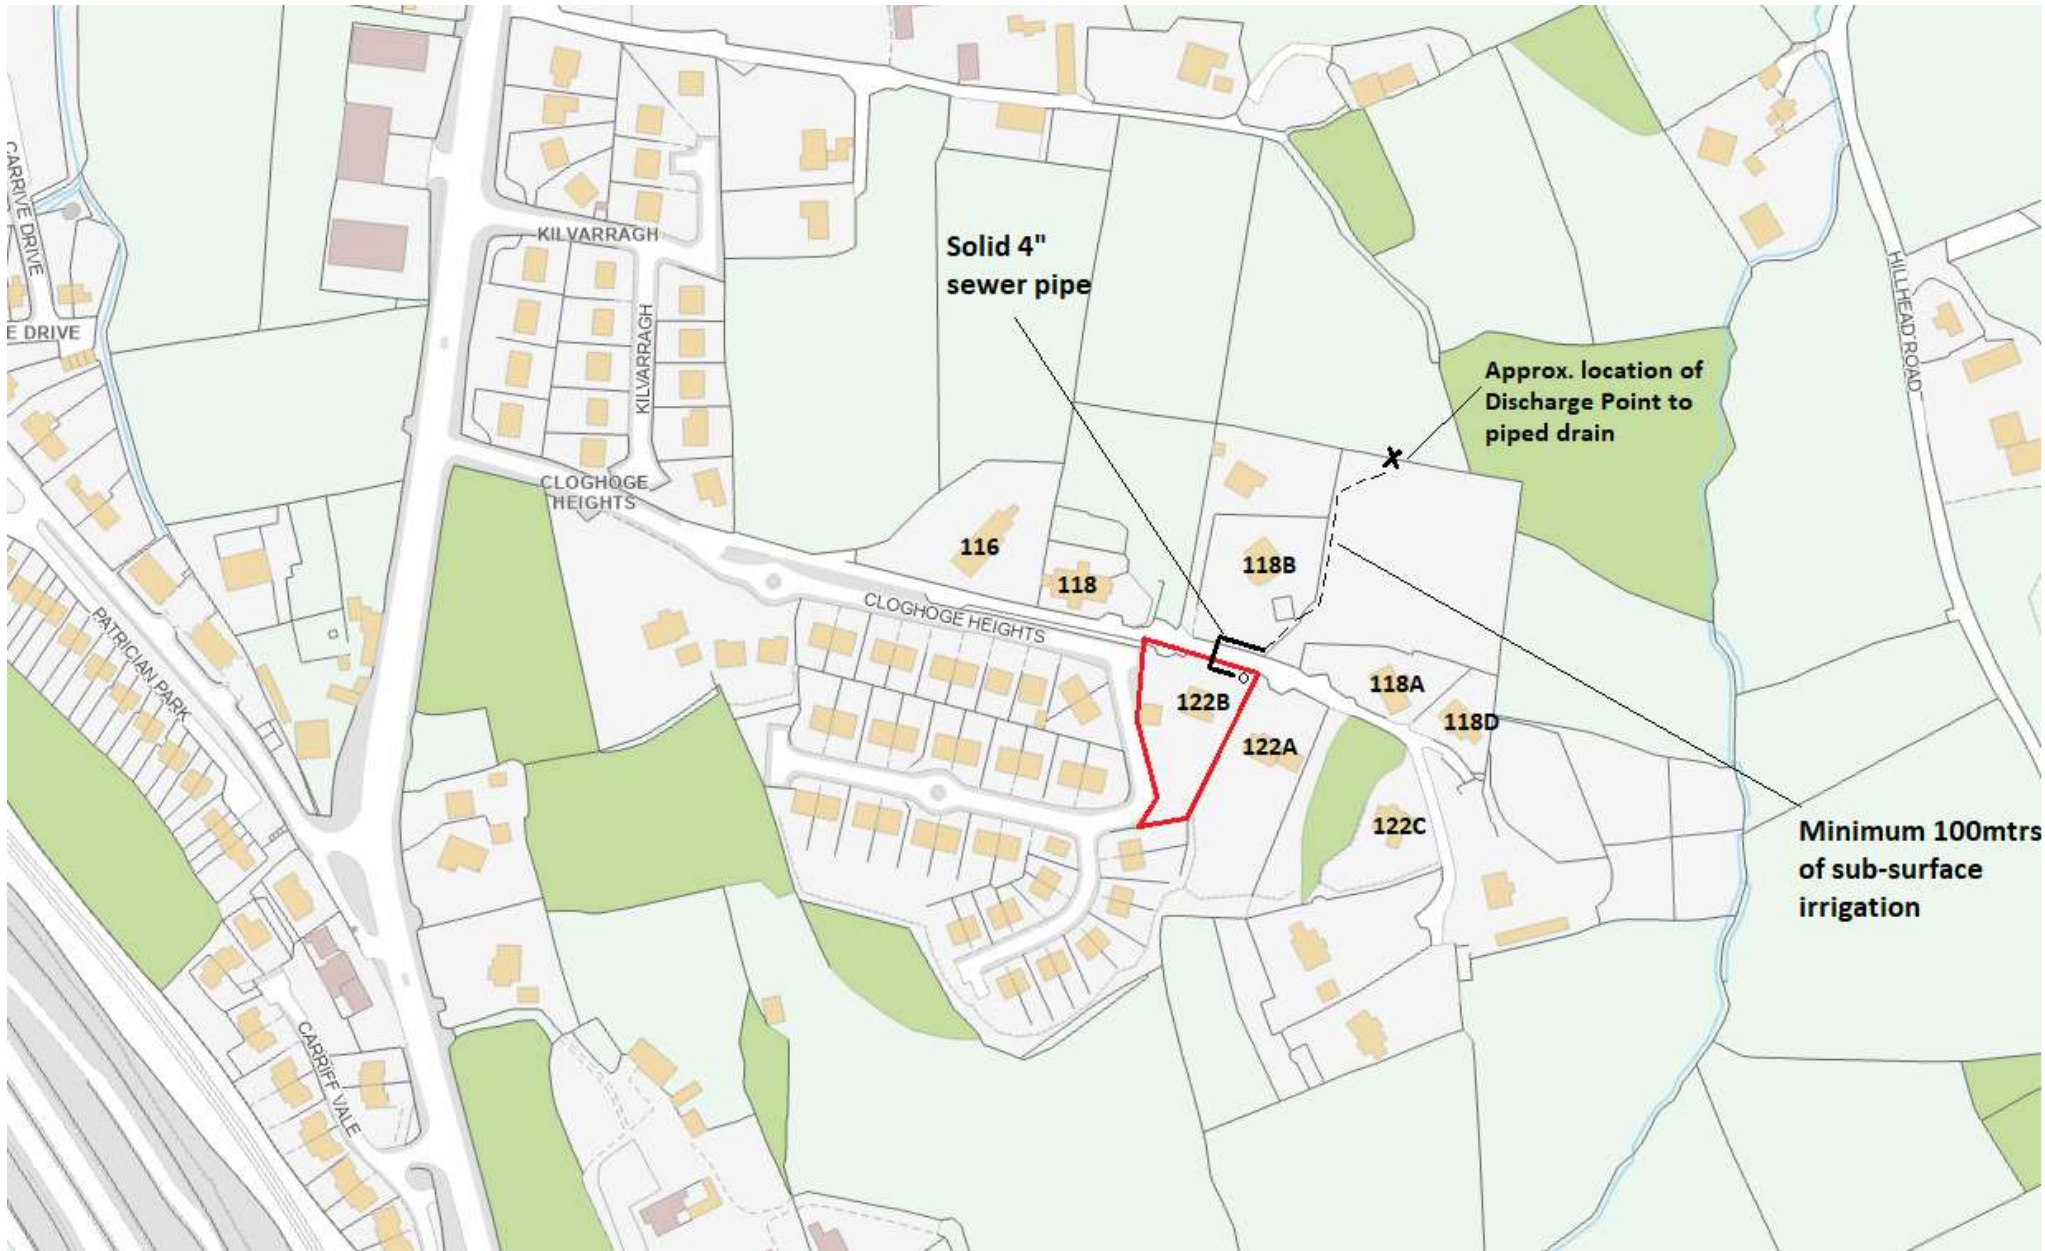 CARRIVE DRIVE
E DRIVE
KILVARRAGH
KILVARRAGH
Solid 4"
sewer pipe
HILLHEAD ROAD
Approx. location of
Discharge Point to
piped drain
CLOGHOGE
HEIGHTS
116
118
118B
CLOGHOGE HEIGHTS
PATRICIAN PARK
118A
118D
122B
122A
122C
Minimum 100mtrs
of sub-surface
irrigation
CARRIFF VALE